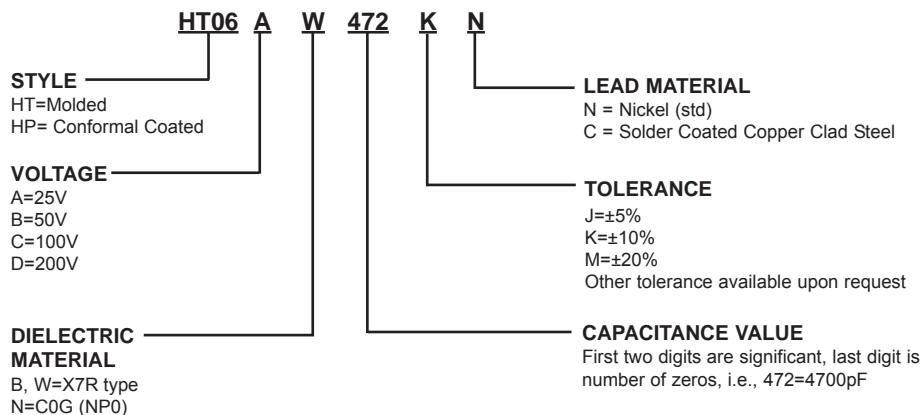 HT06 A W 472 K N
STYLE
HT=Molded
HP= Conformal Coated
VOLTAGE
A=25V
B=50V
C=100V
D=200V
DIELECTRIC
MATERIAL
B, W=X7R type
N=C0G (NP0)
LEAD MATERIAL
N = Nickel (std)
C = Solder Coated Copper Clad Steel
TOLERANCE
J=±5%
K=±10%
M=±20%
Other tolerance available upon request
CAPACITANCE VALUE
First two digits are significant, last digit is
number of zeros, i.e., 472=4700pF